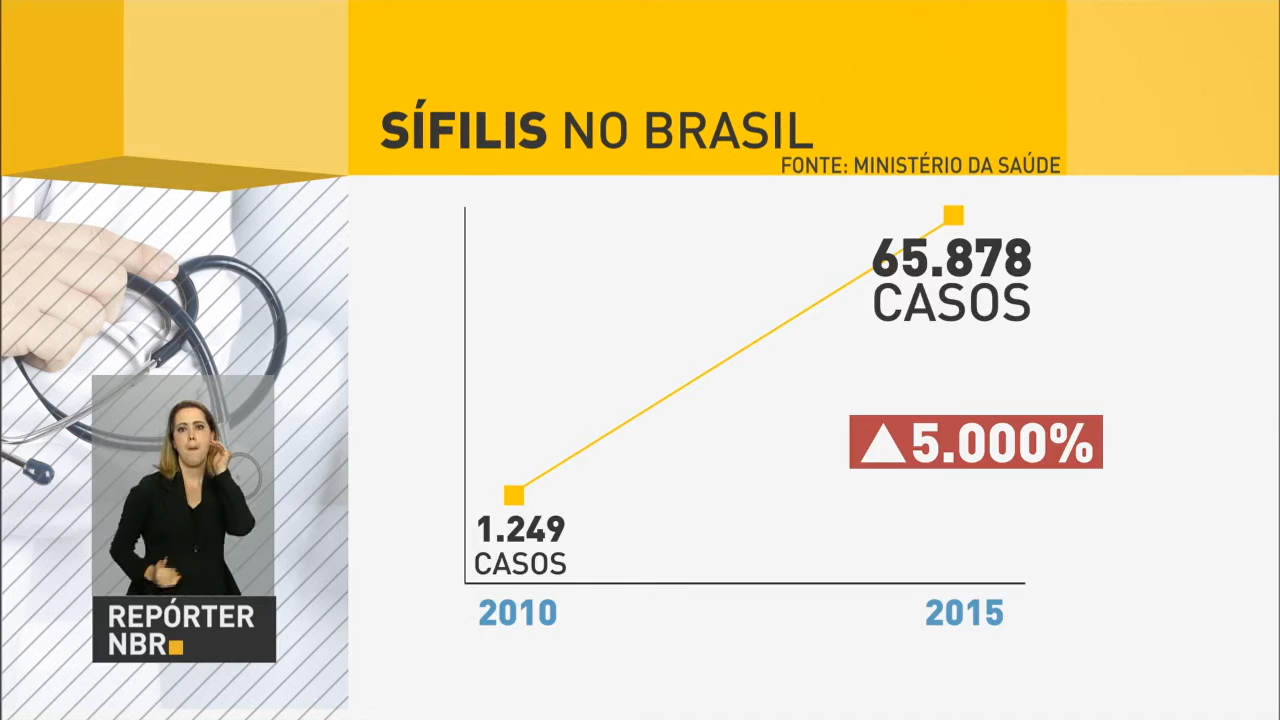 SÍFILIS NO BRASIL
FONTE: MINISTÉRIO DA SAÚDE
65.878
CASOS
▲5.000%
1.249
CASOS
2010 2015
REPÓRTER
NBR